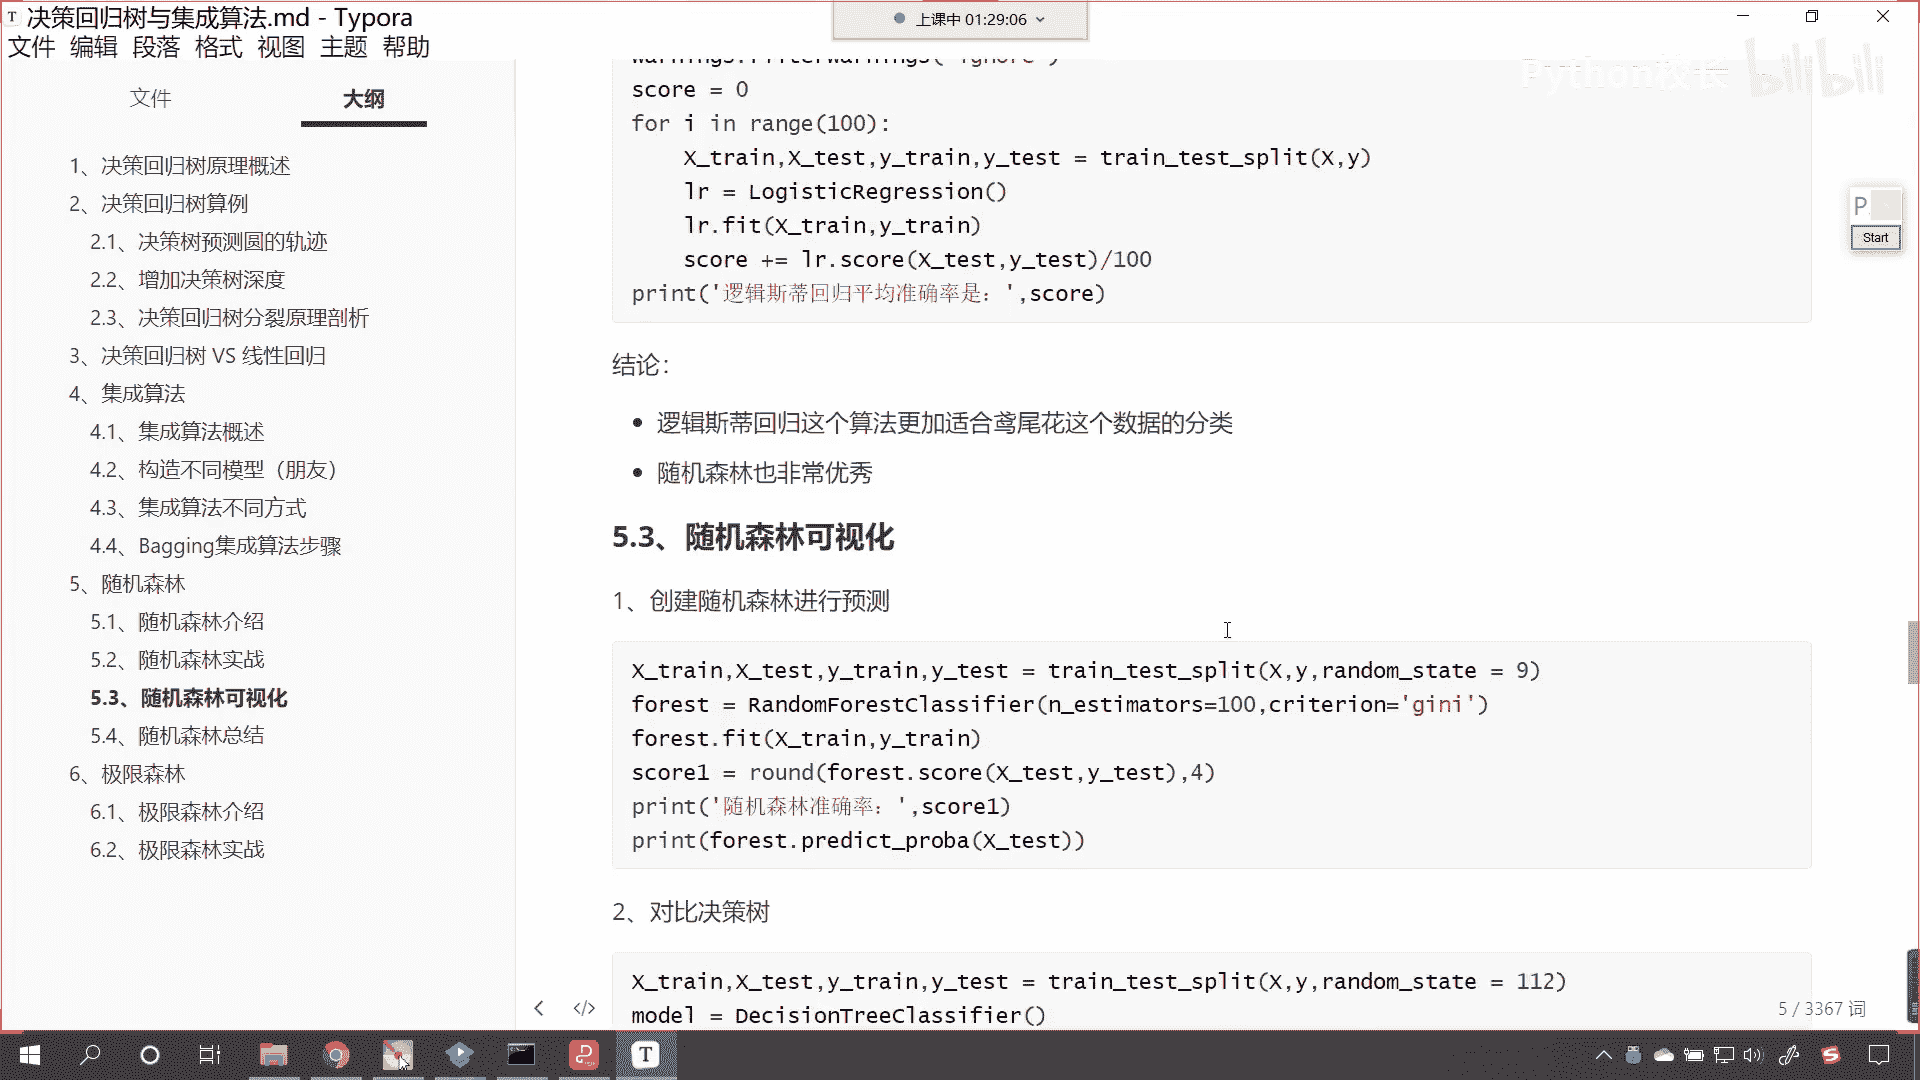 决策回归树与集成算法.md - Typora
上课中 01:29:06
文件 编辑 段落 格式 视图 主题 帮助
Python校长 bilibili
文件 大纲
1、决策回归树原理概述
2、决策回归树算例
2.1、决策树预测圆的轨迹
2.2、增加决策树深度
2.3、决策回归树分裂原理剖析
3、决策回归树 VS 线性回归
4、集成算法
4.1、集成算法概述
4.2、构造不同模型（朋友）
4.3、集成算法不同方式
4.4、Bagging集成算法步骤
5、随机森林
5.1、随机森林介绍
5.2、随机森林实战
5.3、随机森林可视化
5.4、随机森林总结
6、极限森林
6.1、极限森林介绍
6.2、极限森林实战
warnings.filterwarnings('ignore')
score = 0
for i in range(100):
X_train,X_test,y_train,y_test = train_test_split(X,y)
lr = LogisticRegression()
lr.fit(X_train,y_train)
score += lr.score(X_test,y_test)/100
print('逻辑斯蒂回归平均准确率是：',score)
结论：
• 逻辑斯蒂回归这个算法更加适合鸢尾花这个数据的分类
• 随机森林也非常优秀
5.3、随机森林可视化
1、创建随机森林进行预测
X_train,X_test,y_train,y_test = train_test_split(X,y,random_state = 9)
forest = RandomForestClassifier(n_estimators=100,criterion='gini')
forest.fit(X_train,y_train)
score1 = round(forest.score(X_test,y_test),4)
print('随机森林准确率：',score1)
print(forest.predict_proba(X_test))
2、对比决策树
X_train,X_test,y_train,y_test = train_test_split(X,y,random_state = 112)
model = DecisionTreeClassifier()
P
Start
5 / 3367 词